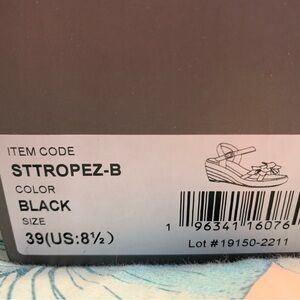 ITEM CODE
STTROPEZ-B
COLOR
BLACK
SIZE
39(US:8½)
1 96341 16076
Lot #19150-2211